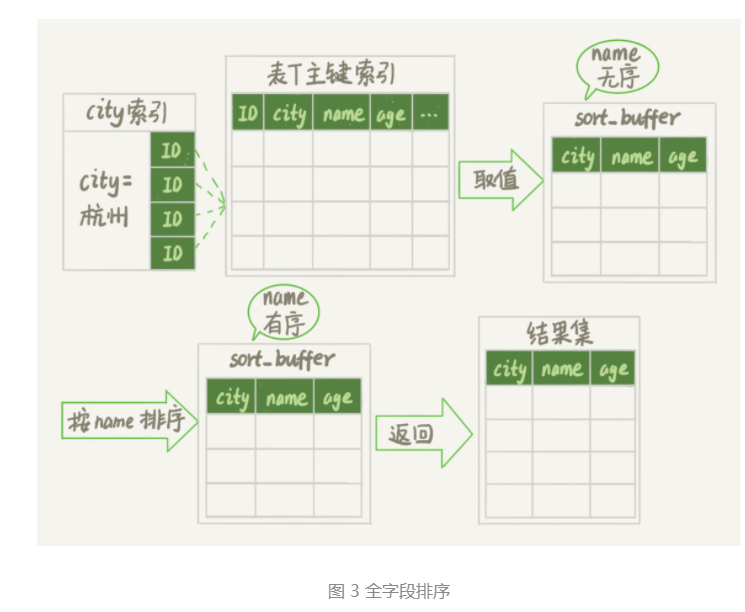 city索引
city=
杭州
ID
ID
ID
ID
表T主键索引
ID city name age ...
取值
name
无序
sort_buffer
city name age
按name排序
name
有序
sort_buffer
city name age
返回
结果集
city name age
图 3 全字段排序